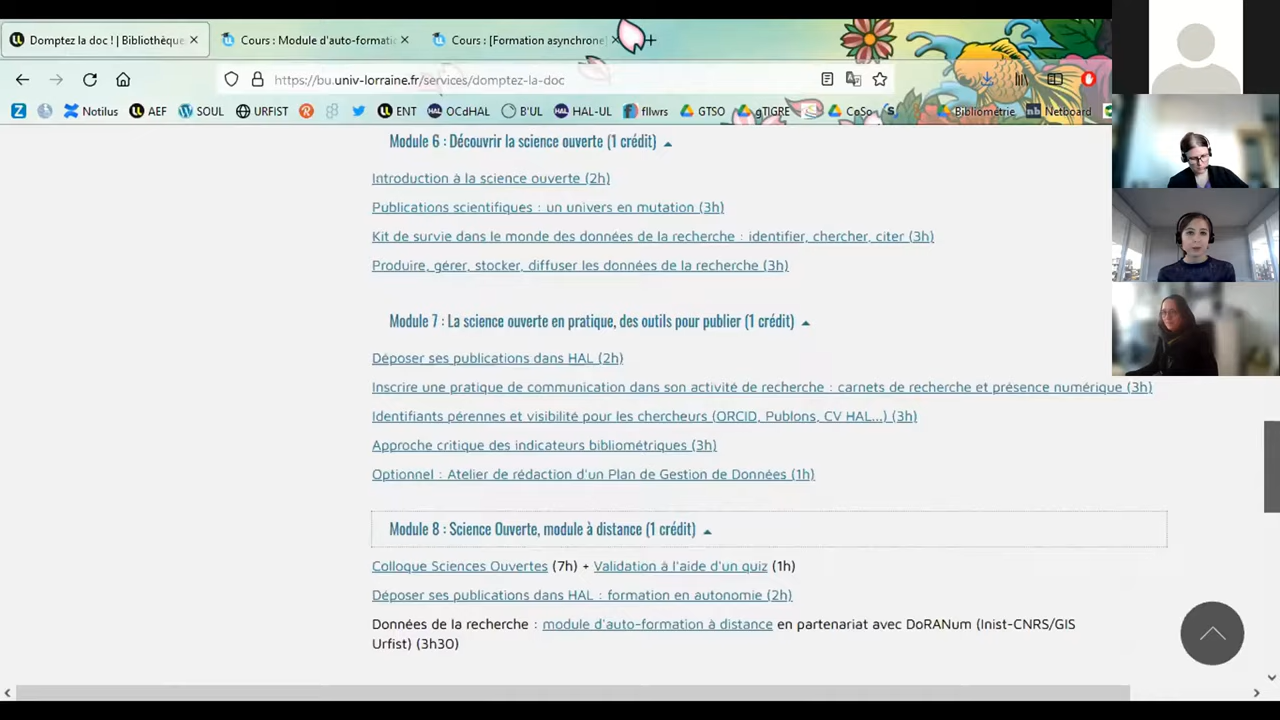 Domptez la doc ! | Bibliothèque
Cours : Module d'auto-formati
Cours : [Formation asynchrone]
https://bu.univ-lorraine.fr/services/domptez-la-doc
Notilus AEF SOUL URFIST ENT OCdHAL B'UL HAL-UL fllwrs GTSO gTIGRE CoSo Bibliométrie Netboard
Module 6 : Découvrir la science ouverte (1 crédit)
Introduction à la science ouverte (2h)
Publications scientifiques : un univers en mutation (3h)
Kit de survie dans le monde des données de la recherche : identifier, chercher, citer (3h)
Produire, gérer, stocker, diffuser les données de la recherche (3h)
Module 7 : La science ouverte en pratique, des outils pour publier (1 crédit)
Déposer ses publications dans HAL (2h)
Inscrire une pratique de communication dans son activité de recherche : carnets de recherche et présence numérique (3h)
Identifiants pérennes et visibilité pour les chercheurs (ORCID, Publons, CV HAL...) (3h)
Approche critique des indicateurs bibliométriques (3h)
Optionnel : Atelier de rédaction d'un Plan de Gestion de Données (1h)
Module 8 : Science Ouverte, module à distance (1 crédit)
Colloque Sciences Ouvertes (7h) + Validation à l'aide d'un quiz (1h)
Déposer ses publications dans HAL : formation en autonomie (2h)
Données de la recherche : module d'auto-formation à distance en partenariat avec DoRANum (Inist-CNRS/GIS
Urfist) (3h30)